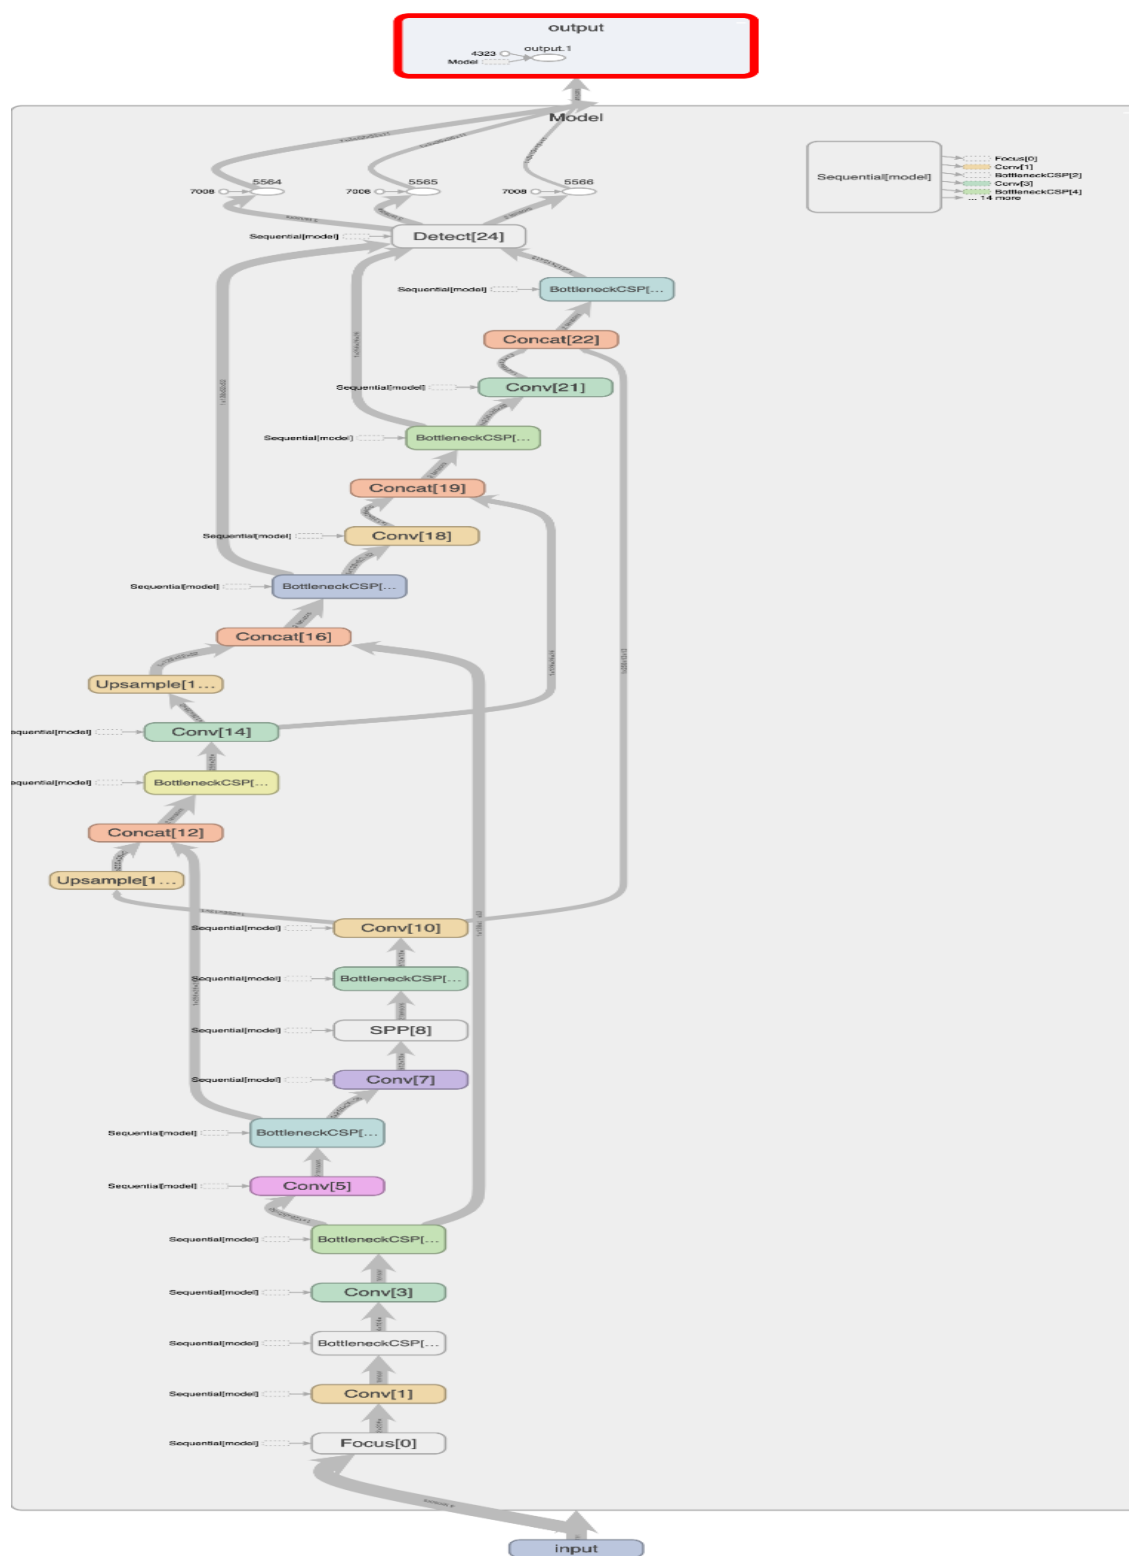 output
4323
output.1
Model
Model
Sequential[model]
Focus[0]
Conv[1]
BottleneckCSP[2]
Conv[3]
BottleneckCSP[4]
... 14 more
5564
5565
5566
7008
7008
7008
Sequential[model]
Detect[24]
Sequential[model]
BottleneckCSP[...
Concat[22]
Sequential[model]
Conv[21]
Sequential[model]
BottleneckCSP[...
Concat[19]
Sequential[model]
Conv[18]
Sequential[model]
BottleneckCSP[...
Concat[16]
Upsample[1...
equential[model]
Conv[14]
equential[model]
BottleneckCSP[...
Concat[12]
Upsample[1...
Sequential[model]
Conv[10]
Sequential[model]
BottleneckCSP[...
Sequential[model]
SPP[8]
Sequential[model]
Conv[7]
Sequential[model]
BottleneckCSP[...
Sequential[model]
Conv[5]
Sequential[model]
BottleneckCSP[...
Sequential[model]
Conv[3]
Sequential[model]
BottleneckCSP[...
Sequential[model]
Conv[1]
Sequential[model]
Focus[0]
input